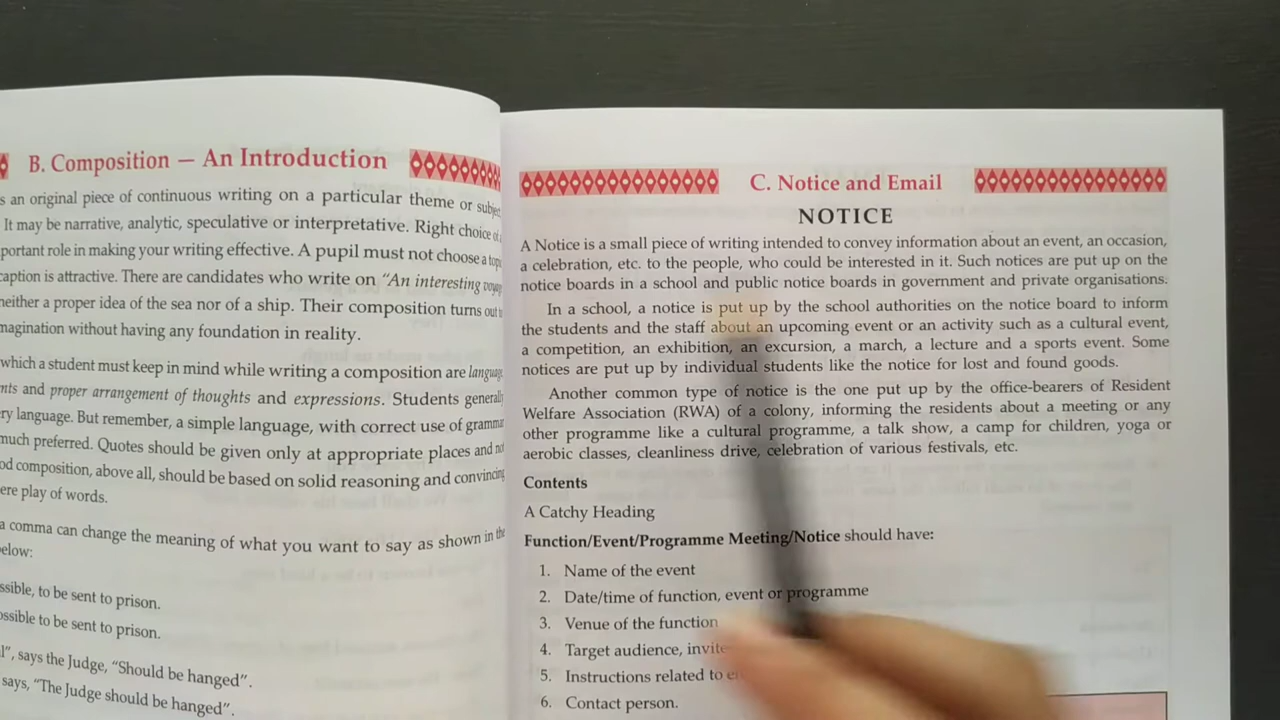 B. Composition — An Introduction
s an original piece of continuous writing on a particular theme or subjec
It may be narrative, analytic, speculative or interpretative. Right choice of
portant role in making your writing effective. A pupil must not choose a topi
caption is attractive. There are candidates who write on "An interesting voyag
neither a proper idea of the sea nor of a ship. Their composition turns out
magination without having any foundation in reality.
which a student must keep in mind while writing a composition are languag
nts and proper arrangement of thoughts and expressions. Students generall
ry language. But remember, a simple language, with correct use of grammar
much preferred. Quotes should be given only at appropriate places and not
od composition, above all, should be based on solid reasoning and convincing
ere play of words.
a comma can change the meaning of what you want to say as shown in the
elow:
ssible, to be sent to prison.
ossible to be sent to prison.
l", says the Judge, "Should be hanged".
says, "The Judge should be hanged".
C. Notice and Email
NOTICE
A Notice is a small piece of writing intended to convey information about an event, an occasion,
a celebration, etc. to the people, who could be interested in it. Such notices are put up on the
notice boards in a school and public notice boards in government and private organisations.
In a school, a notice is put up by the school authorities on the notice board to inform
the students and the staff about an upcoming event or an activity such as a cultural event,
a competition, an exhibition, an excursion, a march, a lecture and a sports event. Some
notices are put up by individual students like the notice for lost and found goods.
Another common type of notice is the one put up by the office-bearers of Resident
Welfare Association (RWA) of a colony, informing the residents about a meeting or any
other programme like a cultural programme, a talk show, a camp for children, yoga or
aerobic classes, cleanliness drive, celebration of various festivals, etc.
Contents
A Catchy Heading
Function/Event/Programme Meeting/Notice should have:
1. Name of the event
2. Date/time of function, event or programme
3. Venue of the function
4. Target audience, invite
5. Instructions related to
6. Contact person.